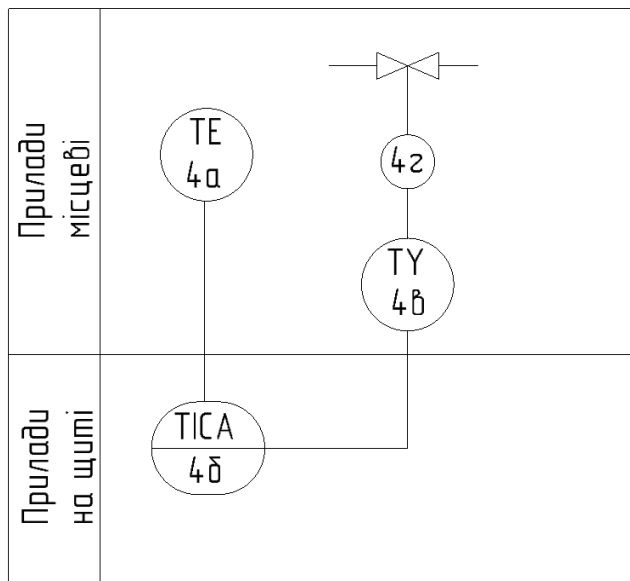 Прилади
місцеві
TE
4а
4г
TY
4в
Прилади
на щиті
TICA
4б